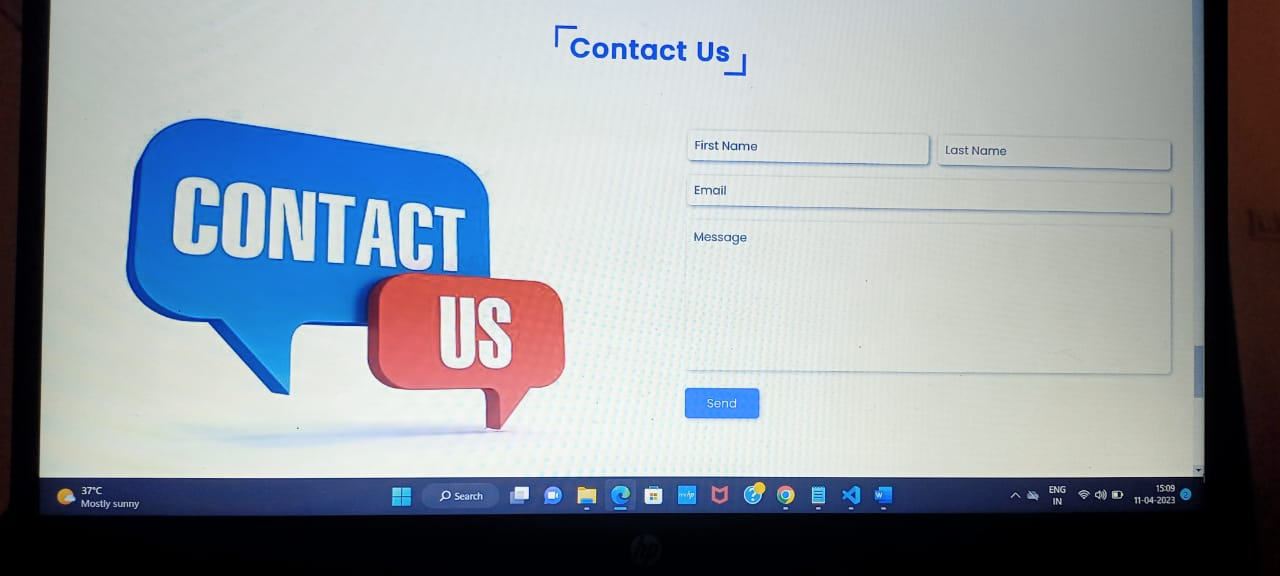 Contact Us
CONTACT
US
First Name
Last Name
Email
Message
Send
37°C
Mostly sunny
Search
ENG
IN
15:09
11-04-2023
hp